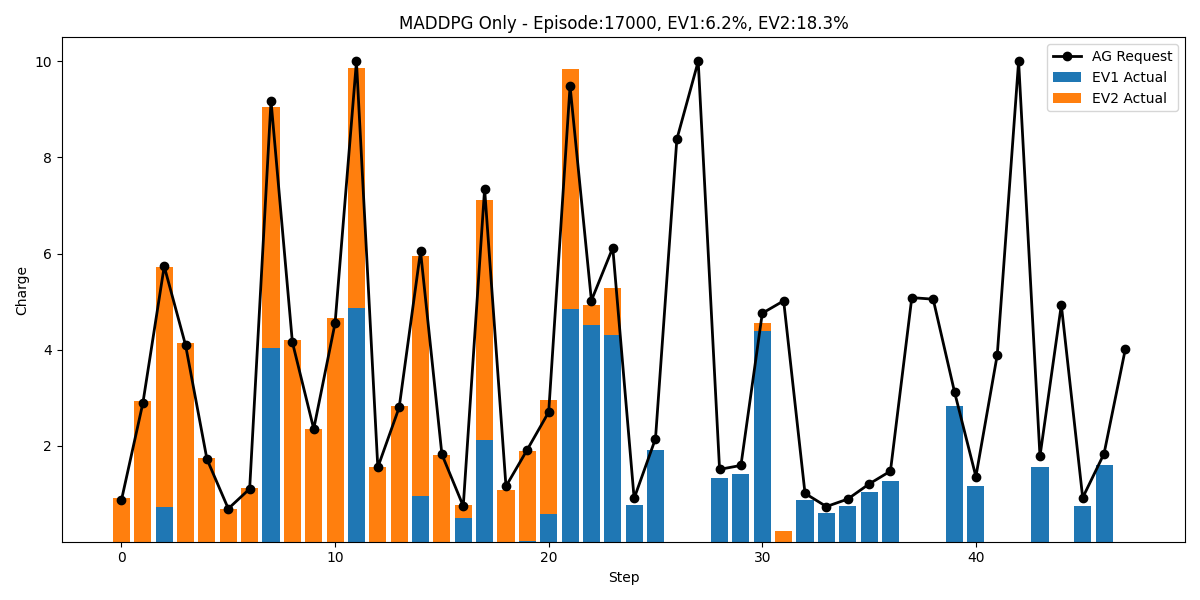 MADDPG Only - Episode:17000, EV1:6.2%, EV2:18.3%
AG Request
EV1 Actual
EV2 Actual
Charge
10
8
6
4
2
0
10
20
30
40
Step